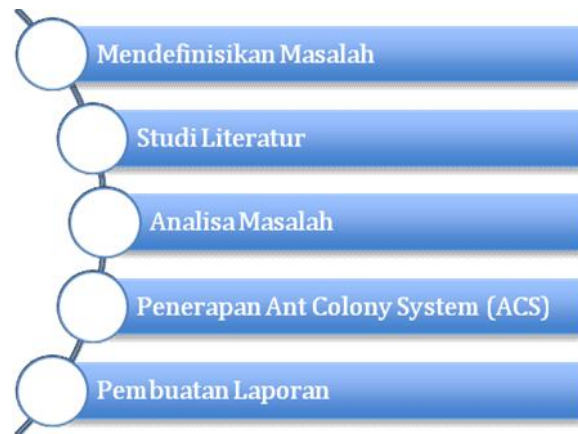 Mendefinisikan Masalah
Studi Literatur
Analisa Masalah
Penerapan Ant Colony System (ACS)
Pembuatan Laporan